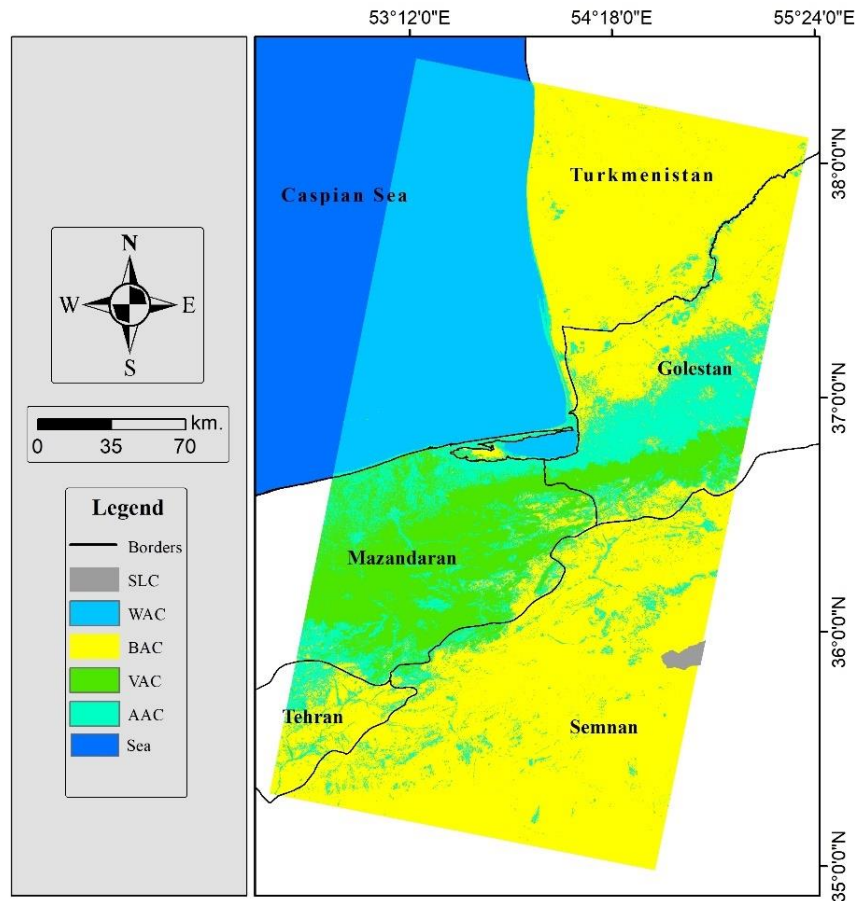 53°12'0"E 54°18'0"E 55°24'0"E
38°0'0"N
37°0'0"N
36°0'0"N
35°0'0"N
N
W E
S
km.
0 35 70
Legend
Borders
SLC
WAC
BAC
VAC
AAC
Sea
Caspian Sea
Turkmenistan
Golestan
Mazandaran
Tehran
Semnan